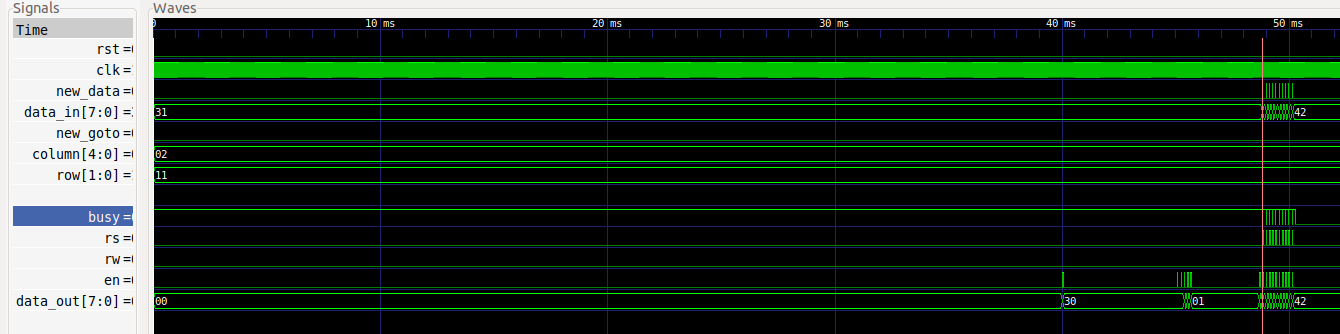 Signals Waves
Time 0 10 ms 20 ms 30 ms 40 ms 50 ms
rst =
clk =
new_data =
data_in[7:0] = 31 42
new_goto =
column[4:0] = 02
row[1:0] = 11
busy =
rs =
rw =
en =
data_out[7:0] = 00 30 01 42